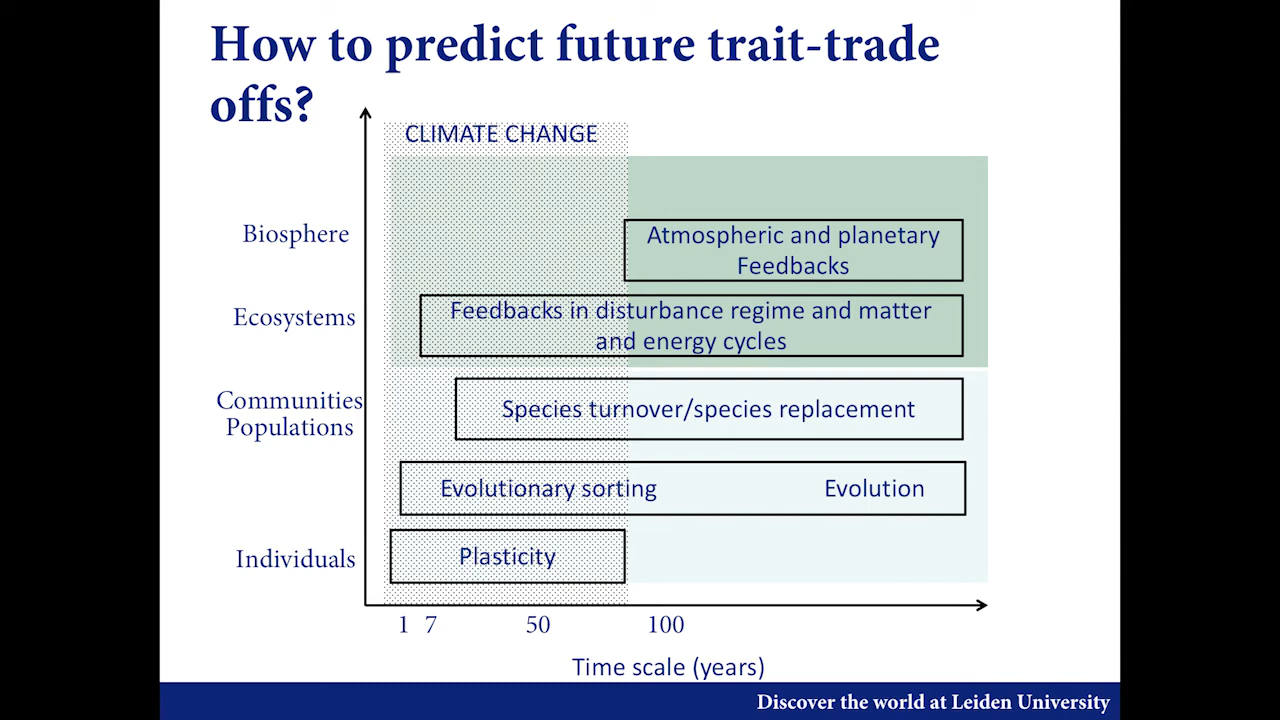 How to predict future trait-trade
offs?
CLIMATE CHANGE
Biosphere
Atmospheric and planetary
Feedbacks
Ecosystems
Feedbacks in disturbance regime and matter
and energy cycles
Communities
Populations
Species turnover/species replacement
Evolutionary sorting
Evolution
Individuals
Plasticity
1 7 50 100
Time scale (years)
Discover the world at Leiden University